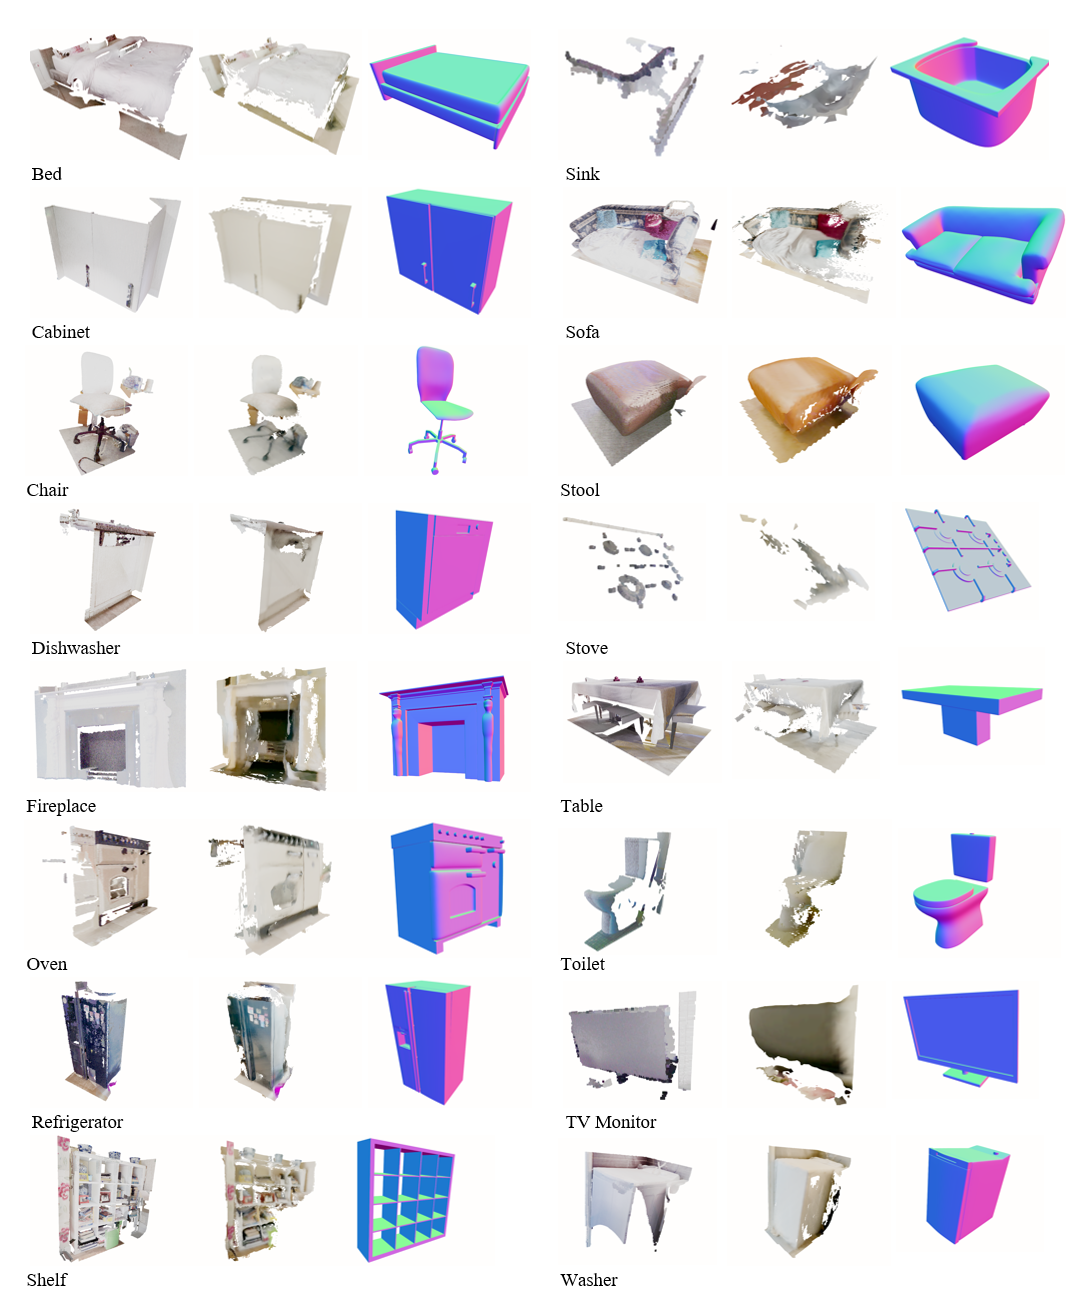 Bed
Sink
Cabinet
Sofa
Chair
Stool
Dishwasher
Stove
Fireplace
Table
Oven
Toilet
Refrigerator
TV Monitor
Shelf
Washer